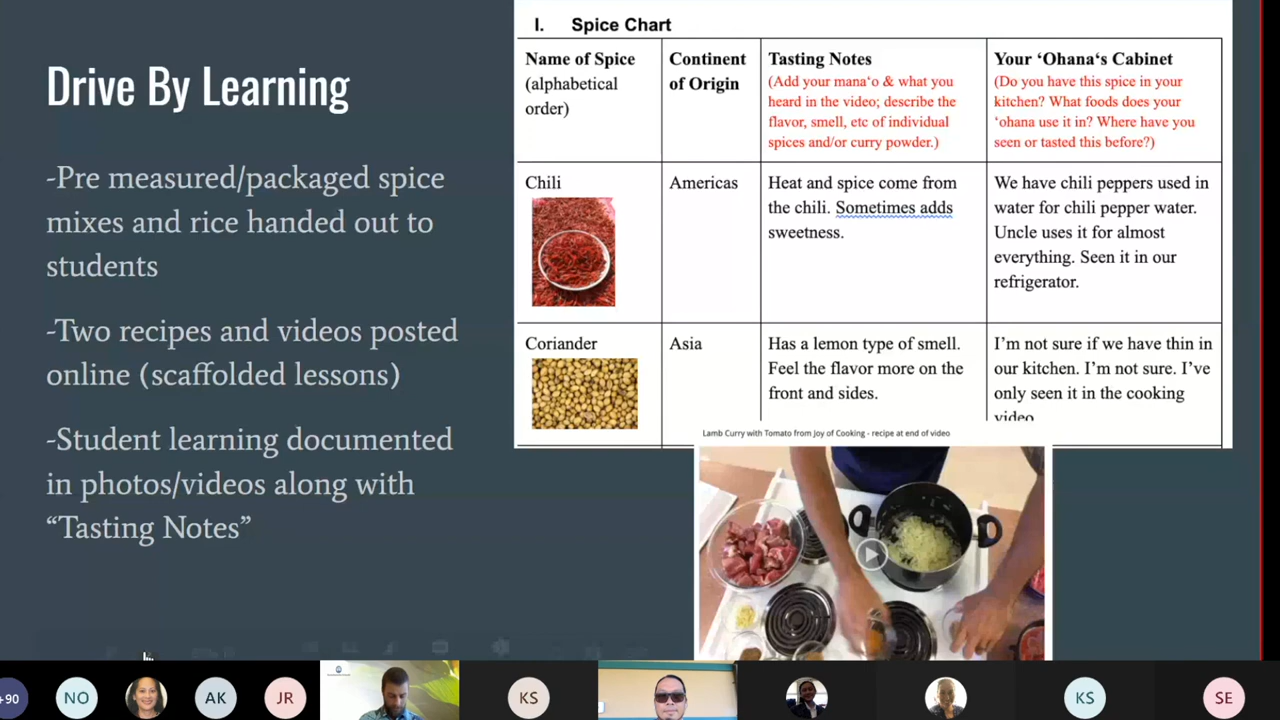 Drive By Learning
-Pre measured/packaged spice
mixes and rice handed out to
students
-Two recipes and videos posted
online (scaffolded lessons)
-Student learning documented
in photos/videos along with
“Tasting Notes”
I. Spice Chart
Name of Spice
(alphabetical
order)
Continent
of Origin
Tasting Notes
(Add your manaʻo & what you
heard in the video; describe the
flavor, smell, etc of individual
spices and/or curry powder.)
Your ʻOhanaʻs Cabinet
(Do you have this spice in your
kitchen? What foods does your
ʻohana use it in? Where have you
seen or tasted this before?)
Chili
Americas
Heat and spice come from
the chili. Sometimes adds
sweetness.
We have chili peppers used in
water for chili pepper water.
Uncle uses it for almost
everything. Seen it in our
refrigerator.
Coriander
Asia
Has a lemon type of smell.
Feel the flavor more on the
front and sides.
I’m not sure if we have thin in
our kitchen. I’m not sure. I’ve
only seen it in the cooking
video
Lamb Curry with Tomato from Joy of Cooking - recipe at end of video
+90
NO
AK
JR
KS
KS
SE